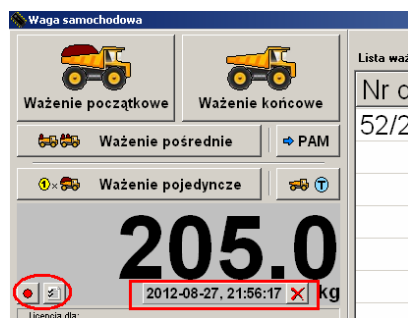 Waga samochodowa
Ważenie początkowe
Ważenie końcowe
Lista waż
Nr d
52/2
Ważenie pośrednie
PAM
1x
Ważenie pojedyncze
T
205.0
kg
2012-08-27, 21:56:17
Licencja dla: